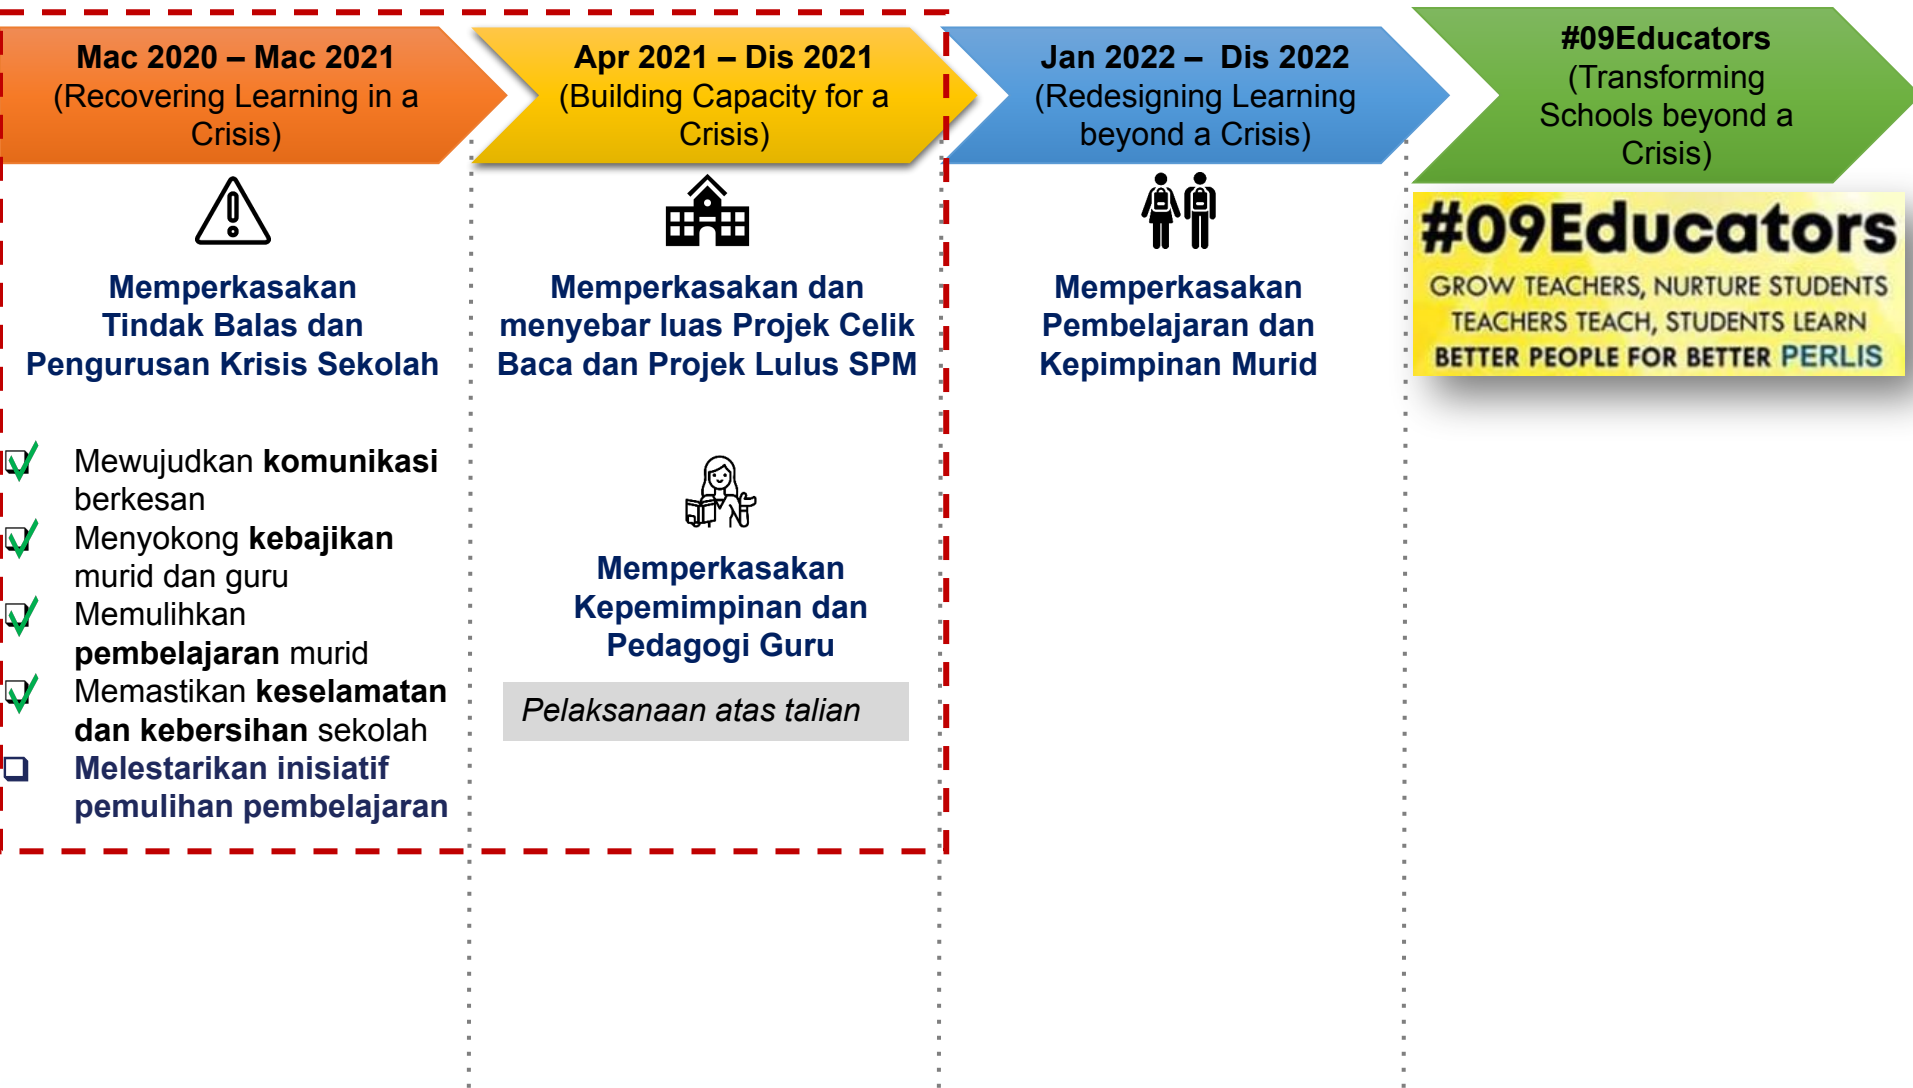 Mac 2020 – Mac 2021
(Recovering Learning in a
Crisis)
Memperkasakan
Tindak Balas dan
Pengurusan Krisis Sekolah
Mewujudkan komunikasi
berkesan
Menyokong kebajikan
murid dan guru
Memulihkan
pembelajaran murid
Memastikan keselamatan
dan kebersihan sekolah
Melestarikan inisiatif
pemulihan pembelajaran
Apr 2021 – Dis 2021
(Building Capacity for a
Crisis)
Memperkasakan dan
menyebar luas Projek Celik
Baca dan Projek Lulus SPM
Memperkasakan
Kepemimpinan dan
Pedagogi Guru
Pelaksanaan atas talian
Jan 2022 – Dis 2022
(Redesigning Learning
beyond a Crisis)
Memperkasakan
Pembelajaran dan
Kepimpinan Murid
#09Educators
(Transforming
Schools beyond a
Crisis)
#09Educators
GROW TEACHERS, NURTURE STUDENTS
TEACHERS TEACH, STUDENTS LEARN
BETTER PEOPLE FOR BETTER PERLIS